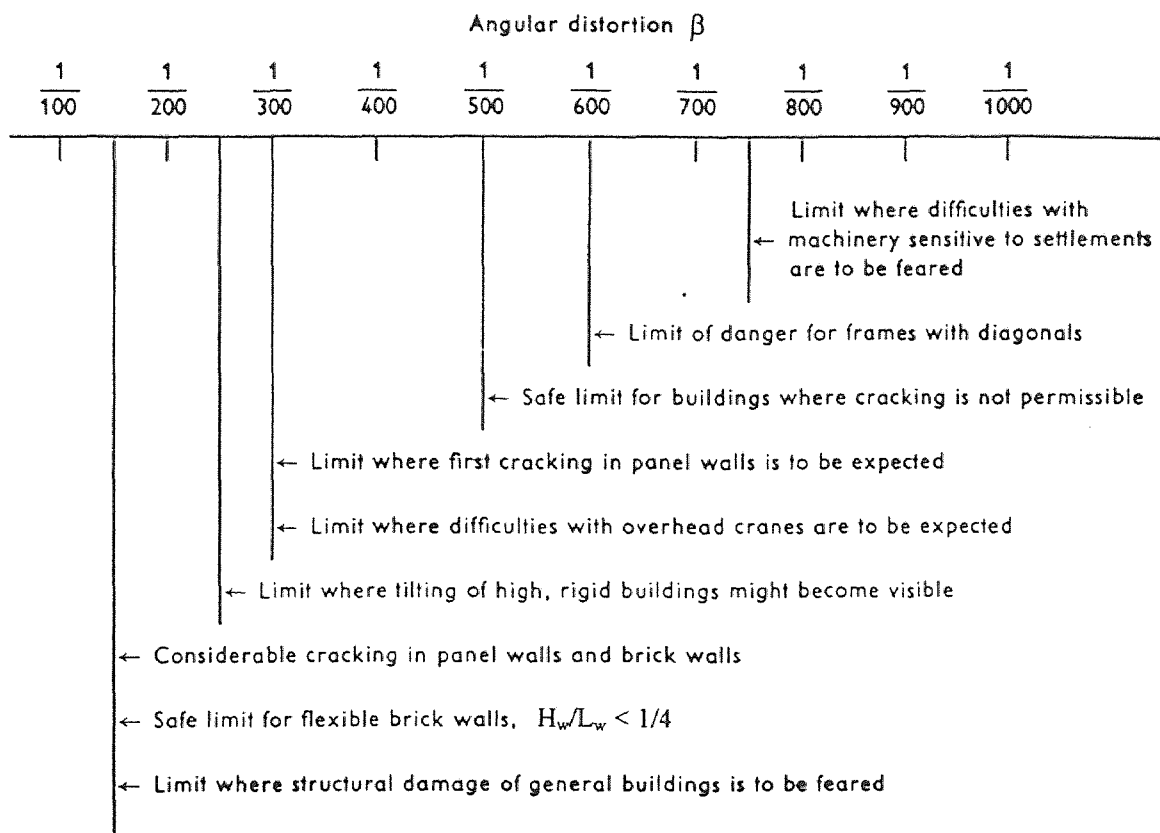 Angular distortion β
1/100 1/200 1/300 1/400 1/500 1/600 1/700 1/800 1/900 1/1000
Limit where difficulties with
← machinery sensitive to settlements
are to be feared
← Limit of danger for frames with diagonals
← Safe limit for buildings where cracking is not permissible
← Limit where first cracking in panel walls is to be expected
← Limit where difficulties with overhead cranes are to be expected
← Limit where tilting of high, rigid buildings might become visible
← Considerable cracking in panel walls and brick walls
← Safe limit for flexible brick walls, H_w/L_w < 1/4
← Limit where structural damage of general buildings is to be feared